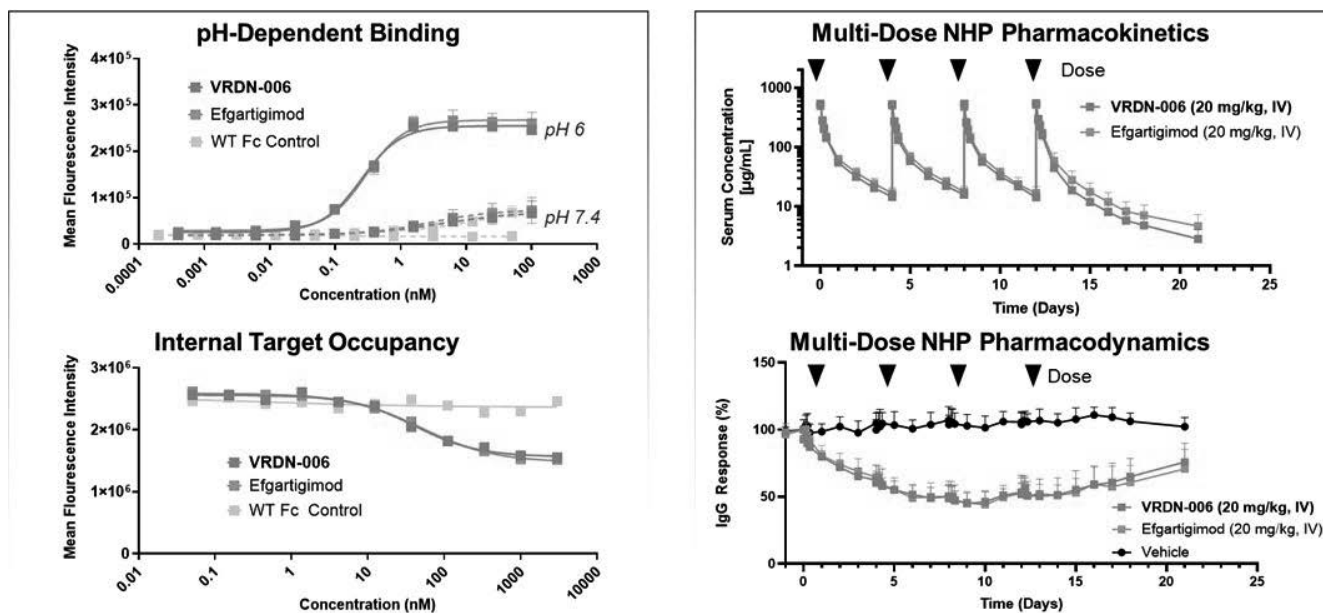 pH-Dependent Binding
Mean Flourescence Intensity
4×10⁵
3×10⁵
2×10⁵
1×10⁵
0
VRDN-006
Efgartigimod
WT Fc Control
pH 6
pH 7.4
0.0001
0.001
0.01
0.1
1
10
100
1000
Concentration (nM)
Internal Target Occupancy
Mean Flourescence Intensity
3×10⁶
2×10⁶
1×10⁶
0
VRDN-006
Efgartigimod
WT Fc Control
0.01
0.1
1
10
100
1000
10000
Concentration (nM)
Multi-Dose NHP Pharmacokinetics
Dose
Serum Concentration
[µg/mL]
1000
100
10
1
VRDN-006 (20 mg/kg, IV)
Efgartigimod (20 mg/kg, IV)
0 5 10 15 20 25
Time (Days)
Multi-Dose NHP Pharmacodynamics
Dose
IgG Response (%)
150
100
50
0
VRDN-006 (20 mg/kg, IV)
Efgartigimod (20 mg/kg, IV)
Vehicle
0 5 10 15 20 25
Time (Days)